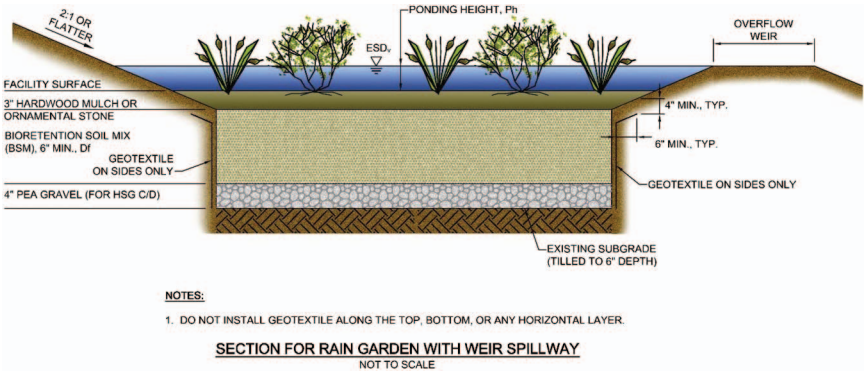 2:1 OR
FLATTER
PONDING HEIGHT, Ph
ESDv
OVERFLOW
WEIR
FACILITY SURFACE
3" HARDWOOD MULCH OR
ORNAMENTAL STONE
4" MIN., TYP.
BIORETENTION SOIL MIX
(BSM), 6" MIN., Df
6" MIN., TYP.
GEOTEXTILE
ON SIDES ONLY
GEOTEXTILE ON SIDES ONLY
4" PEA GRAVEL (FOR HSG C/D)
EXISTING SUBGRADE
(TILLED TO 6" DEPTH)
NOTES:
1. DO NOT INSTALL GEOTEXTILE ALONG THE TOP, BOTTOM, OR ANY HORIZONTAL LAYER.
SECTION FOR RAIN GARDEN WITH WEIR SPILLWAY
NOT TO SCALE